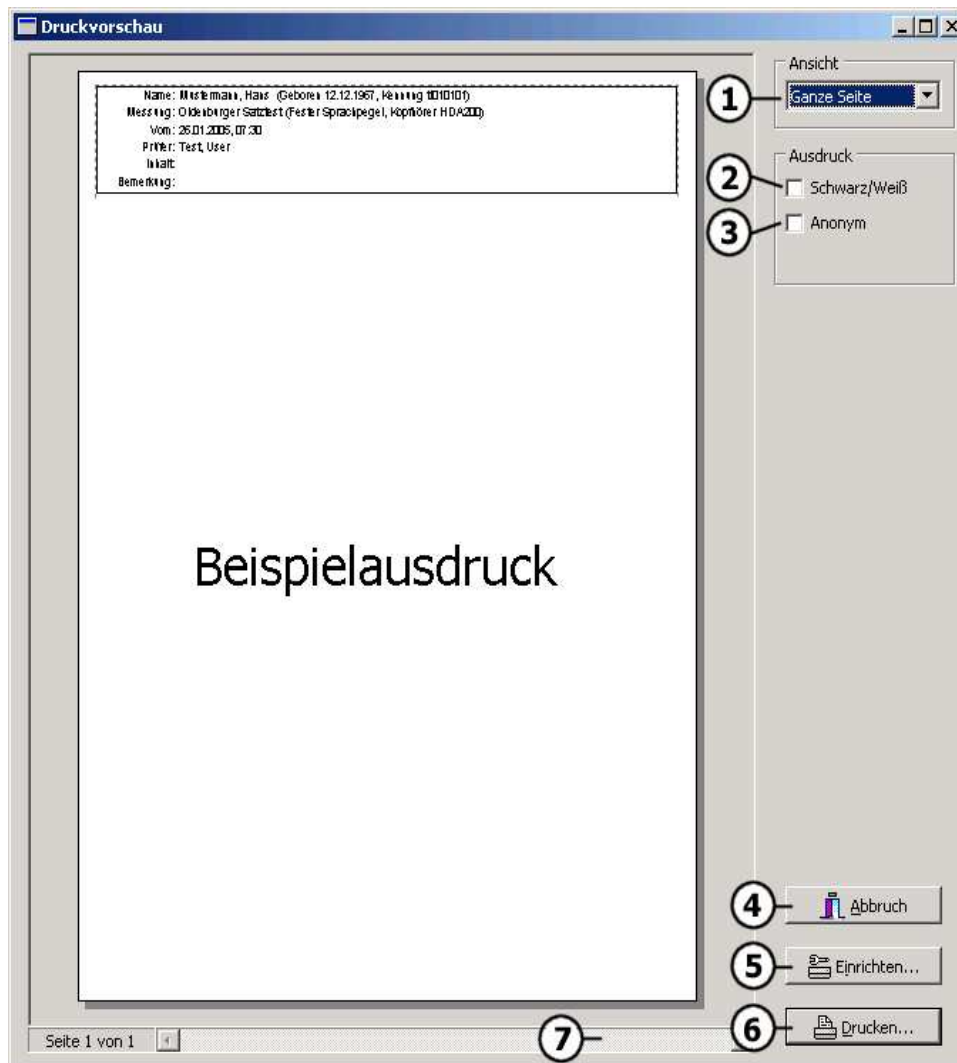 Druckvorschau
Name: Mustermann, Hans (Geboren 12.12.1967, Kennung 11010101)
Messung: Oldenburger Satztest (Fester Sprachpegel, Kopfhörer HDA200)
Vom: 26.01.2005, 07:30
Prüfer: Test, User
Inhalt:
Bemerkung:
Beispielausdruck
Seite 1 von 1
Ansicht
1
Ganze Seite
Ausdruck
2
Schwarz/Weiß
3
Anonym
4
Abbruch
5
Einrichten...
6
Drucken...
7